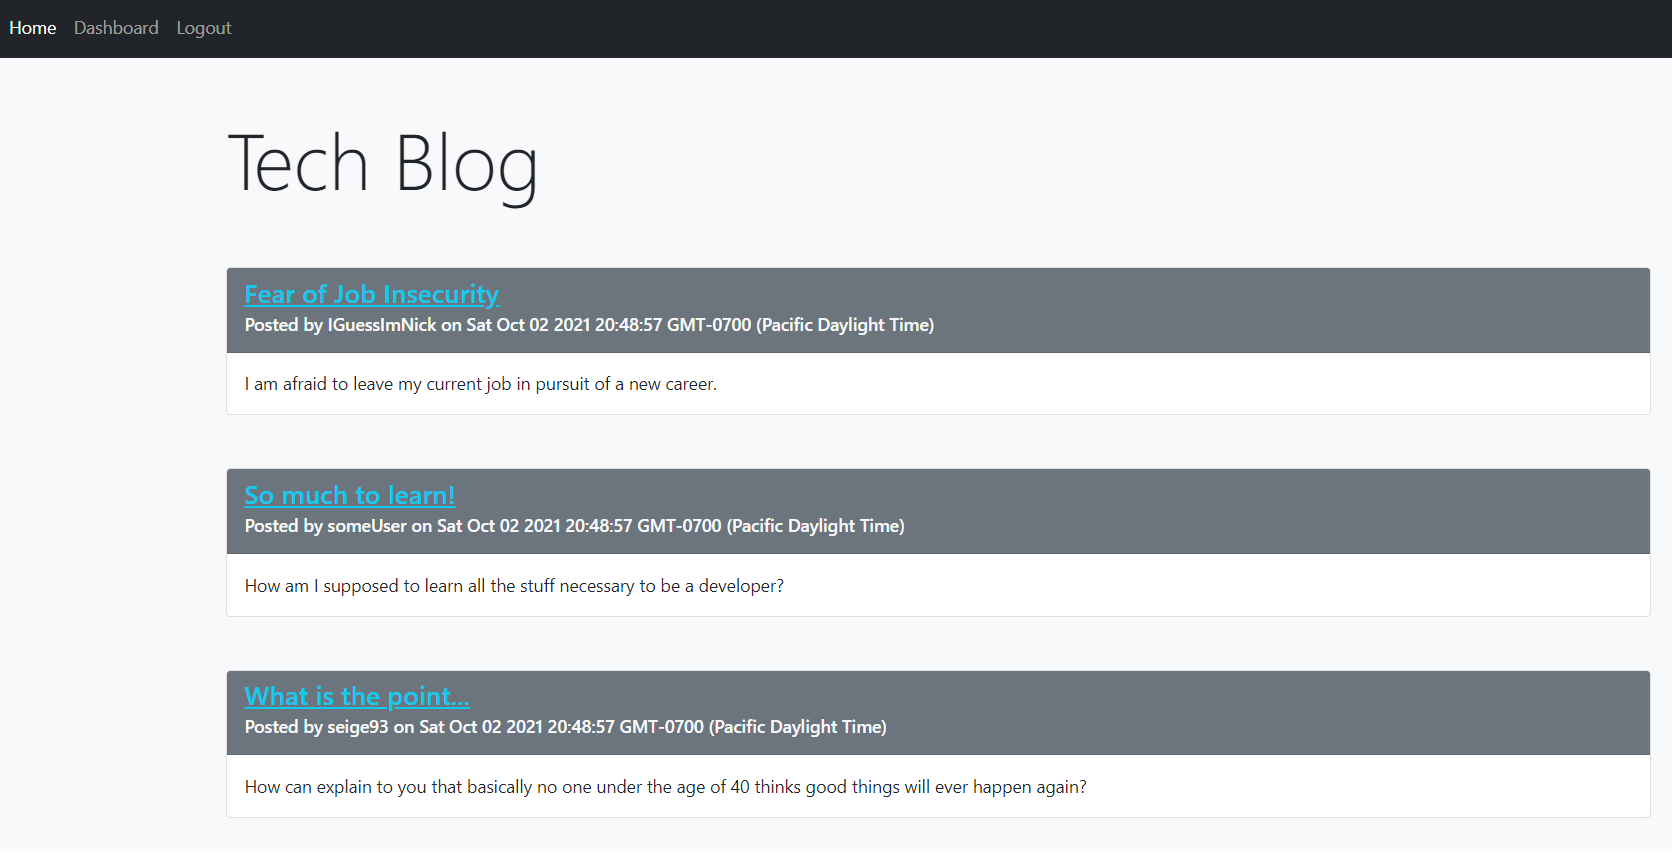 Home Dashboard Logout
Tech Blog
Fear of Job Insecurity
Posted by IGuessImNick on Sat Oct 02 2021 20:48:57 GMT-0700 (Pacific Daylight Time)
I am afraid to leave my current job in pursuit of a new career.
So much to learn!
Posted by someUser on Sat Oct 02 2021 20:48:57 GMT-0700 (Pacific Daylight Time)
How am I supposed to learn all the stuff necessary to be a developer?
What is the point...
Posted by seige93 on Sat Oct 02 2021 20:48:57 GMT-0700 (Pacific Daylight Time)
How can explain to you that basically no one under the age of 40 thinks good things will ever happen again?